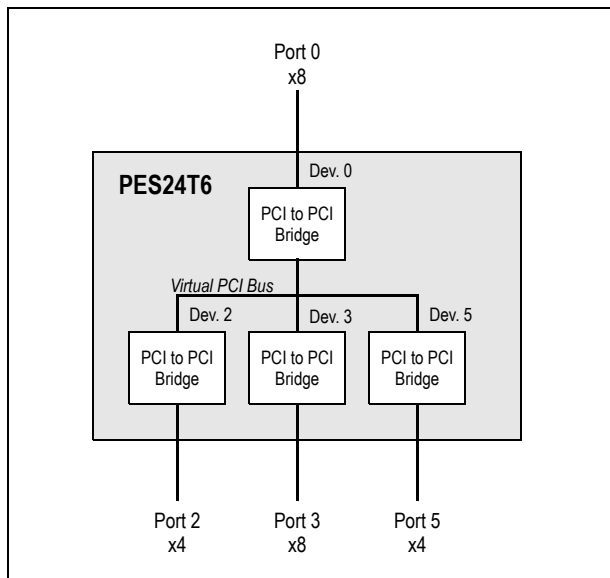 Port 0
x8
PES24T6
Dev. 0
PCI to PCI
Bridge
Virtual PCI Bus
Dev. 2
Dev. 3
Dev. 5
PCI to PCI
Bridge
PCI to PCI
Bridge
PCI to PCI
Bridge
Port 2
x4
Port 3
x8
Port 5
x4